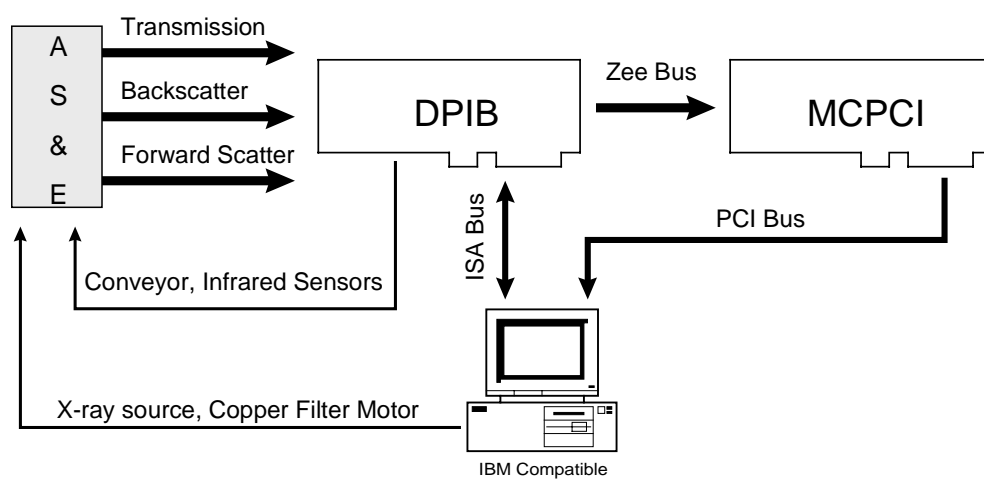 A
S
&
E
Transmission
Backscatter
Forward Scatter
DPIB
Zee Bus
MCPCI
ISA Bus
PCI Bus
Conveyor, Infrared Sensors
X-ray source, Copper Filter Motor
IBM Compatible